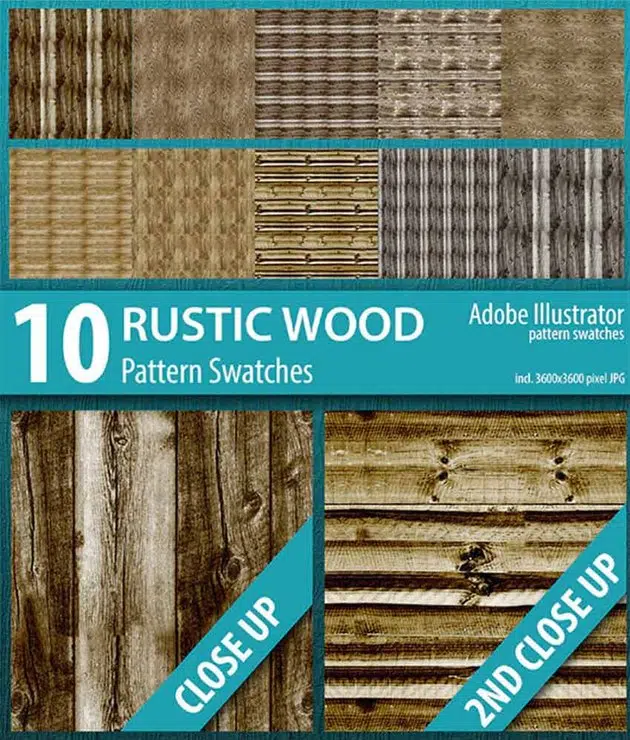 10
RUSTIC WOOD
Pattern Swatches
Adobe Illustrator
pattern swatches
incl. 3600x3600 pixel JPG
CLOSE UP
2ND CLOSE UP